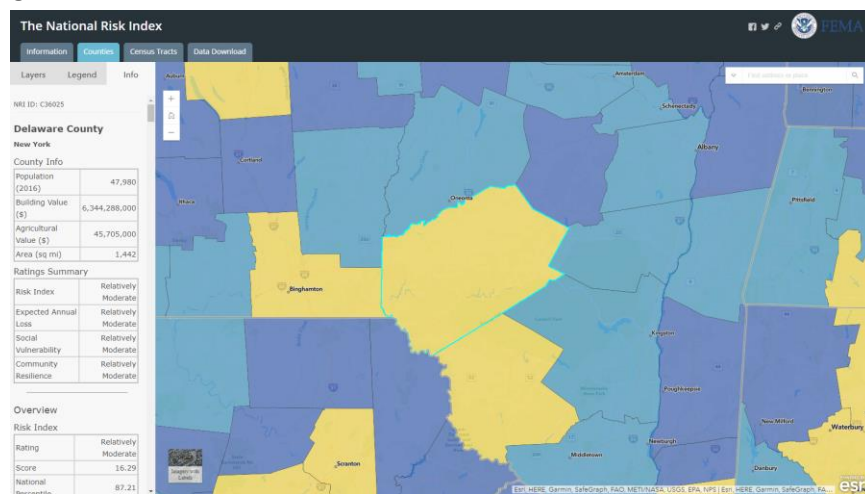 The National Risk Index
FEMA
Information Counties Census Tracts Data Download
Layers Legend Info
NRI ID: C36025
Delaware County
New York
County Info
Population (2016) 47,980
Building Value ($) 6,344,288,000
Agricultural Value ($) 45,705,000
Area (sq mi) 1,442
Ratings Summary
Risk Index Relatively Moderate
Expected Annual Loss Relatively Moderate
Social Vulnerability Relatively Moderate
Community Resilience Relatively Moderate
Overview
Risk Index
Rating Relatively Moderate
Score 16.29
National Percentile 87.21
Find address or place
Auburn
Amsterdam
Schenectady
Bennington
Cortland
Albany
Ithaca
Oneonta
Pittsfield
Binghamton
Kingston
Poughkeepsie
New Milford
Waterbury
Scranton
Middletown
Newburgh
Danbury
Esri, HERE, Garmin, SafeGraph, FAO, METI/NASA, USGS, EPA, NPS | Esri, HERE, Garmin, SafeGraph, FA...
esri